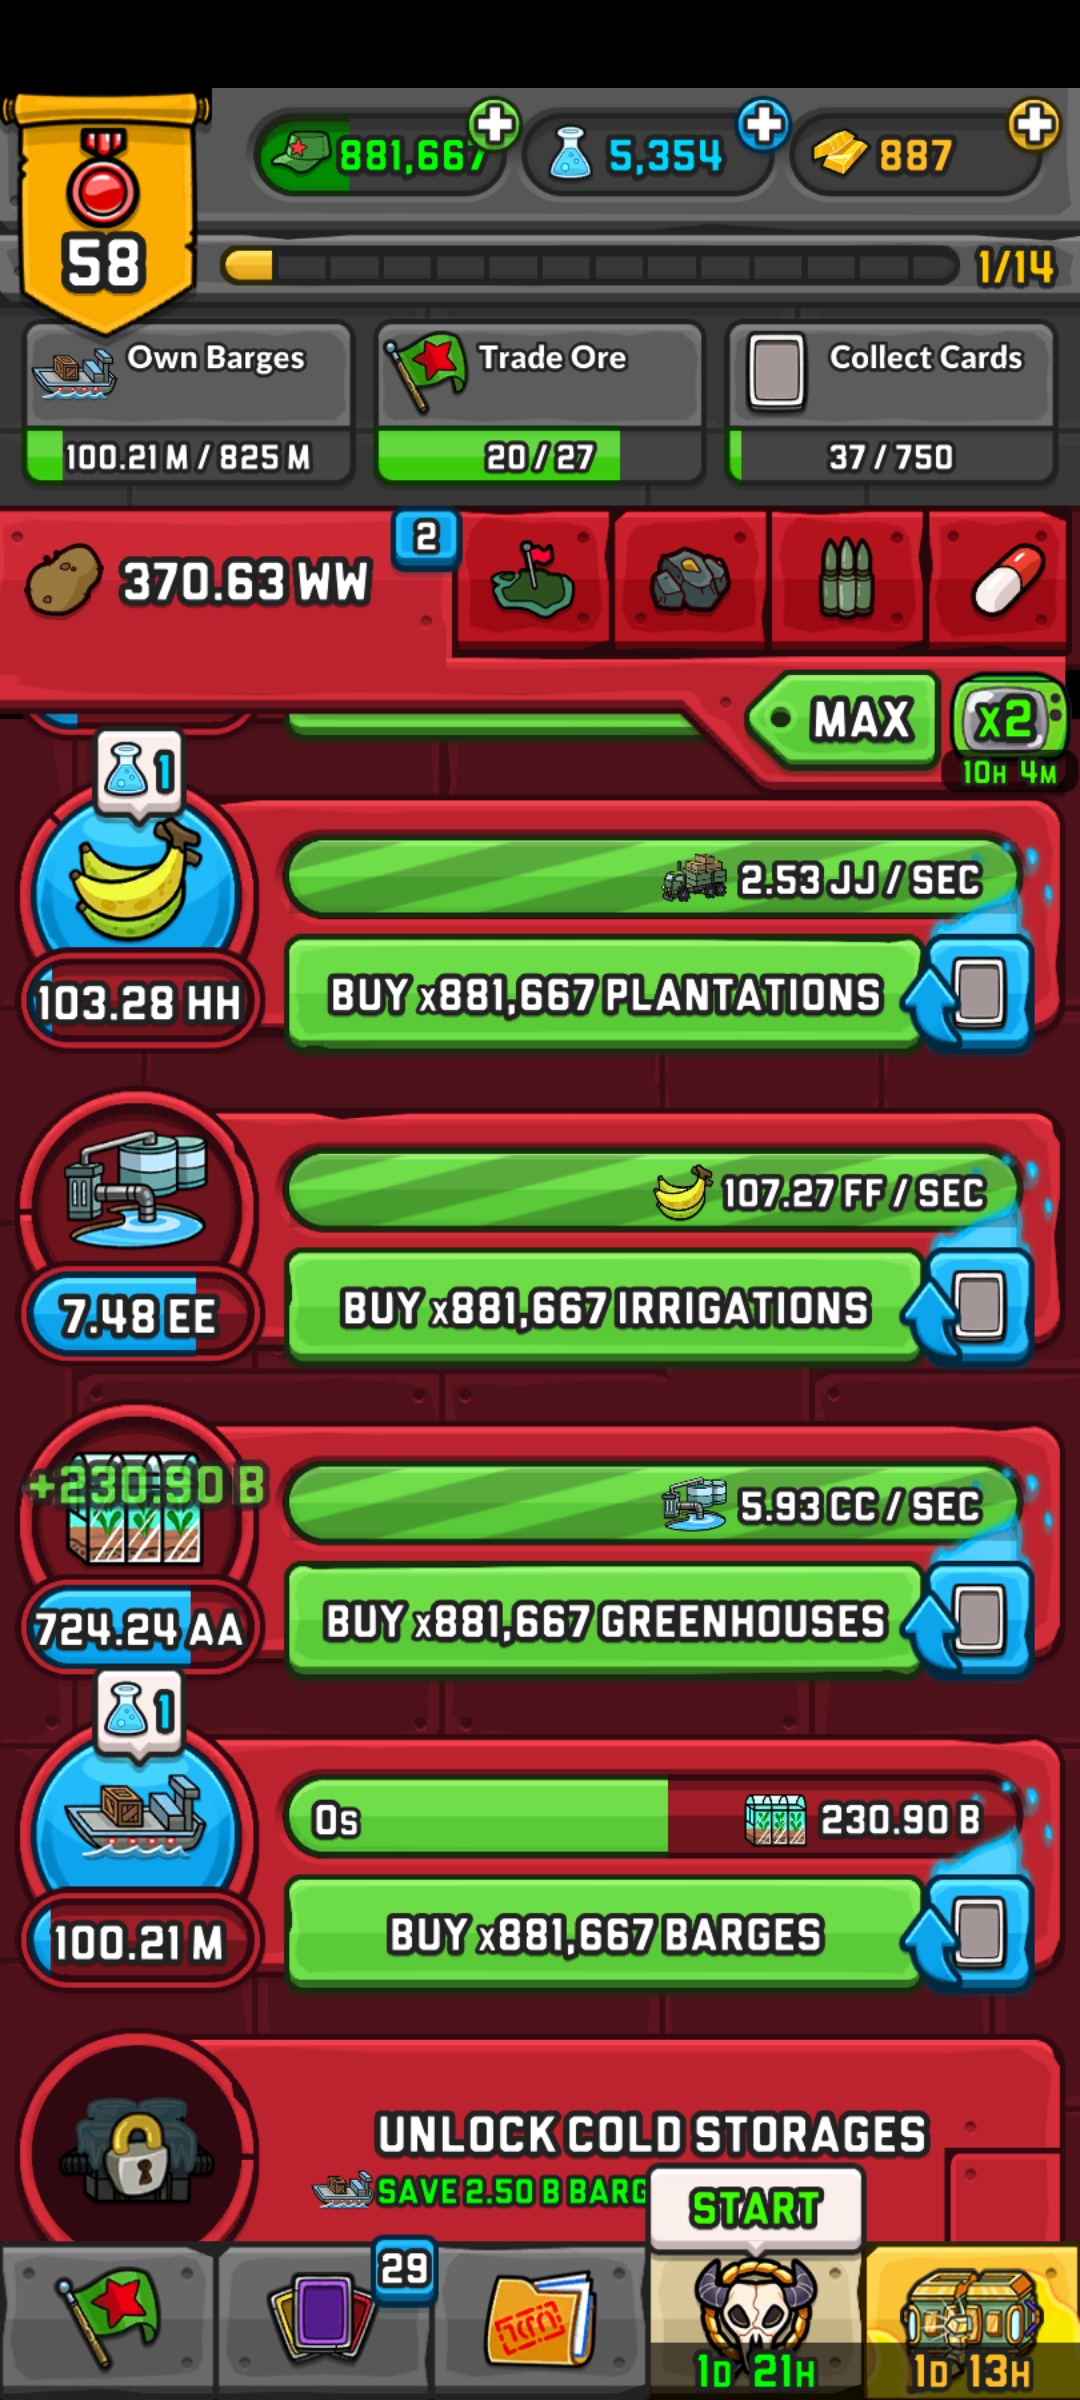 58
881,667
5,354
887
1/14
Own Barges
100.21 M / 825 M
Trade Ore
20 / 27
Collect Cards
37 / 750
370.63 WW
2
MAX
x2
10H 4M
1
2.53 JJ / SEC
103.28 HH
BUY x881,667 PLANTATIONS
107.27 FF / SEC
7.48 EE
BUY x881,667 IRRIGATIONS
+230.90 B
5.93 CC / SEC
724.24 AA
BUY x881,667 GREENHOUSES
1
0s
230.90 B
100.21 M
BUY x881,667 BARGES
UNLOCK COLD STORAGES
SAVE 2.50 B BARG
START
29
1D 21H
1D 13H